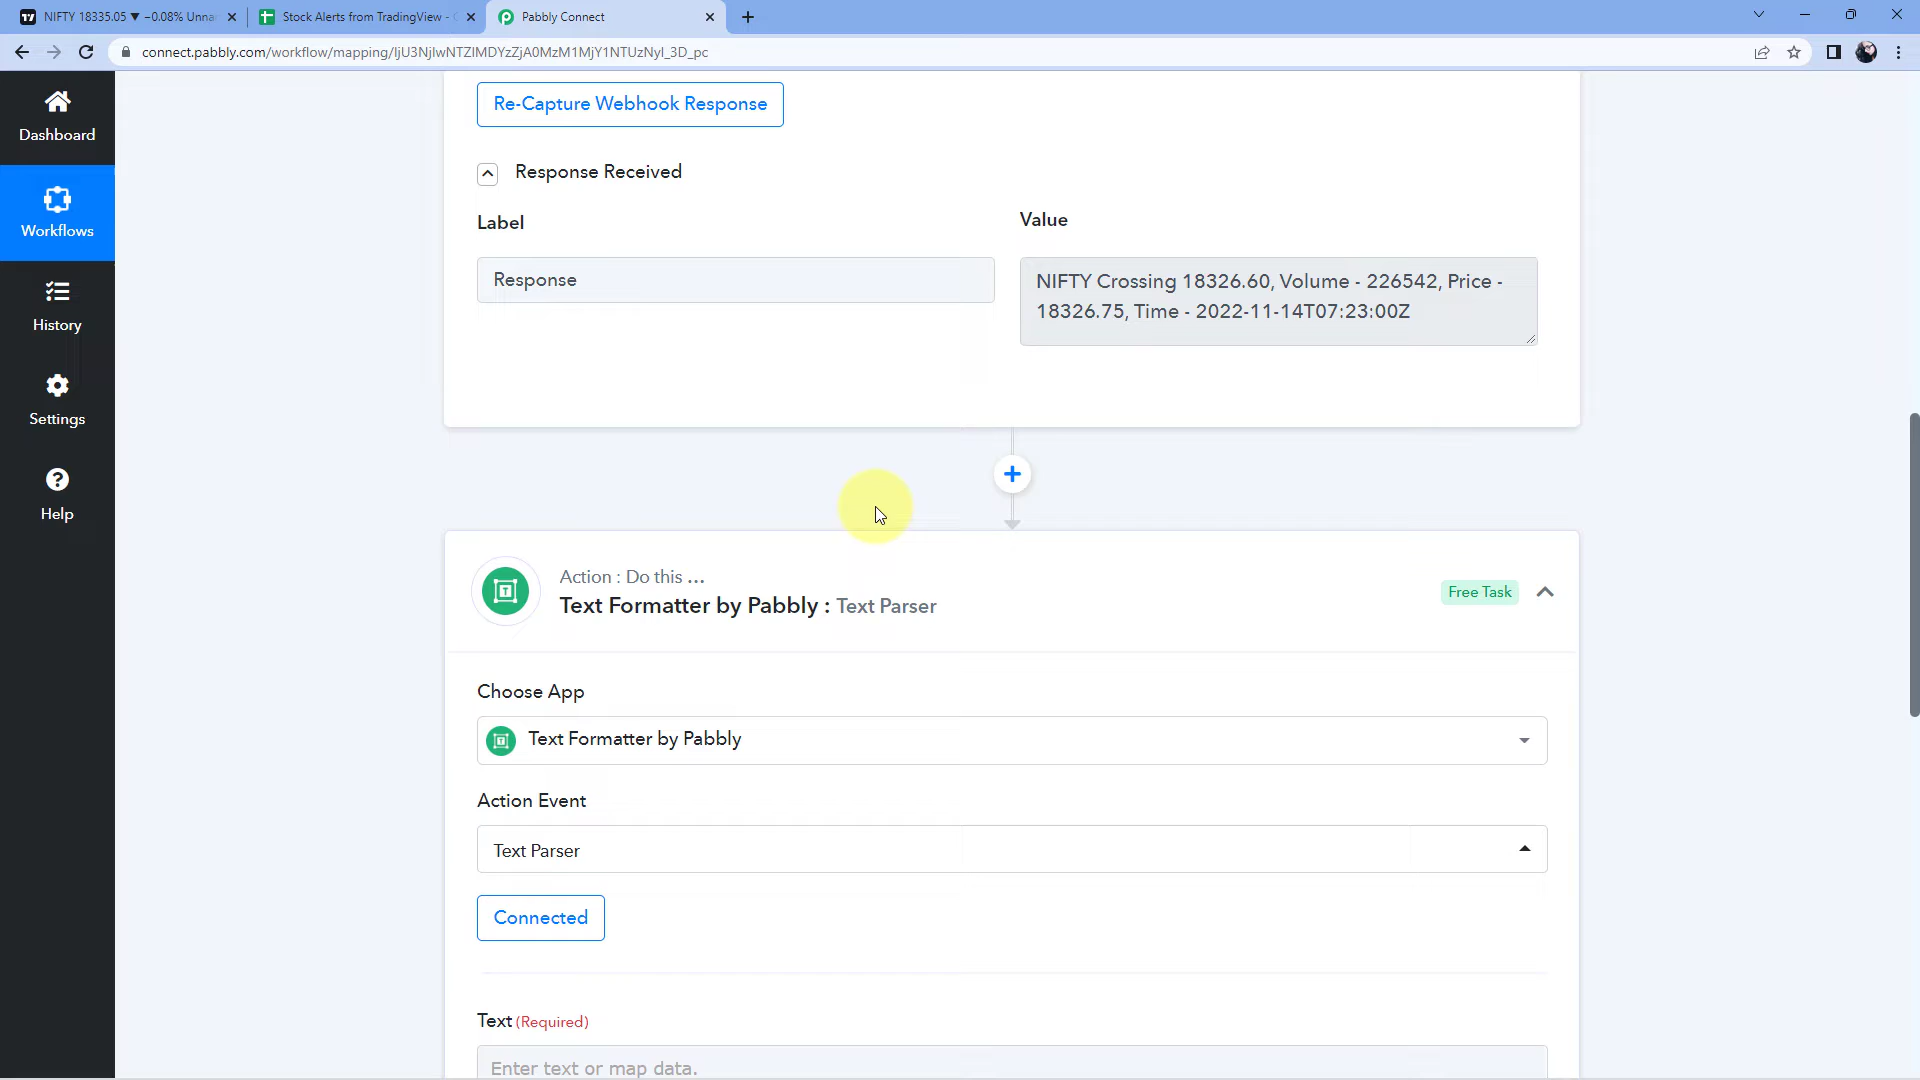 NIFTY 18335.05 ▼ −0.08% Unna
Stock Alerts from TradingView -
Pabbly Connect
connect.pabbly.com/workflow/mapping/IjU3NjIwNTZlMDYzZjA0MzM1MjY1NTUzNyI_3D_pc
Dashboard
Workflows
History
Settings
Help
Re-Capture Webhook Response
Response Received
Label
Value
Response
NIFTY Crossing 18326.60, Volume - 226542, Price -
18326.75, Time - 2022-11-14T07:23:00Z
Action : Do this ...
Text Formatter by Pabbly : Text Parser
Free Task
Choose App
Text Formatter by Pabbly
Action Event
Text Parser
Connected
Text (Required)
Enter text or map data.